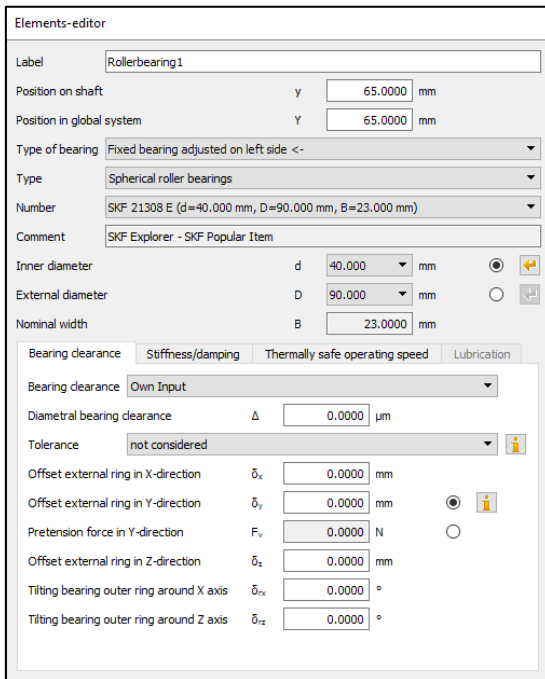 Elements-editor
Label Rollerbearing1
Position on shaft y 65.0000 mm
Position in global system Y 65.0000 mm
Type of bearing Fixed bearing adjusted on left side <-
Type Spherical roller bearings
Number SKF 21308 E (d=40.000 mm, D=90.000 mm, B=23.000 mm)
Comment SKF Explorer - SKF Popular Item
Inner diameter d 40.000 mm
External diameter D 90.000 mm
Nominal width B 23.0000 mm
Bearing clearance Stiffness/damping Thermally safe operating speed Lubrication
Bearing clearance Own Input
Diametral bearing clearance Δ 0.0000 µm
Tolerance not considered i
Offset external ring in X-direction δx 0.0000 mm
Offset external ring in Y-direction δy 0.0000 mm i
Pretension force in Y-direction Fy 0.0000 N
Offset external ring in Z-direction δz 0.0000 mm
Tilting bearing outer ring around X axis δrx 0.0000 °
Tilting bearing outer ring around Z axis δrz 0.0000 °